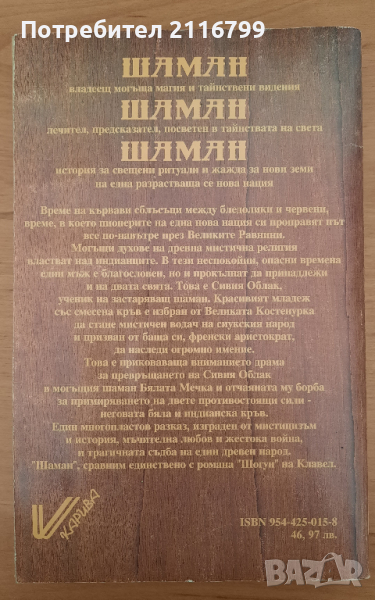 Потребител 2116799
ШАМАН
владеещ могъща магия и тайнствени видения
ШАМАН
лечител, предсказател, посветен в тайнствата на света
ШАМАН
история за свещени ритуали и жажда за нови земи
на една разрастваща се нова нация
Време на кървави сблъсъци между бледолики и червени,
време, в което пионерите на една нова нация си проправят път
все по-навътре през Великите Равнини.
Могъщи духове на древна мистична религия
властват над индианците. В тези неспокойни, опасни времена
един мъж е благословен, но и прокълнат да принадлежи
и на двата свята. Това е Сивия Облак,
ученик на застаряващ шаман. Красивият младеж
със смесена кръв е избран от Великата Костенурка
да стане мистичен водач на сиукския народ
и призван от баща си, френски аристократ,
да наследи огромно имение.
Това е приковаваща вниманието драма
за превръщането на Сивия Облак
в могъщия шаман Бялата Мечка и отчаяната му борба
за примиряването на двете противостоящи сили -
неговата бяла и индианска кръв.
Един многопластов разказ, изграден от мистицизъм
и история, мъчителна любов и жестока война,
и трагичната съдба на един древен народ.
"Шаман", сравним единствено с романа "Шогун" на Клавел.
КАРИВА
ISBN 954-425-015-8
46, 97 лв.
BAZAR